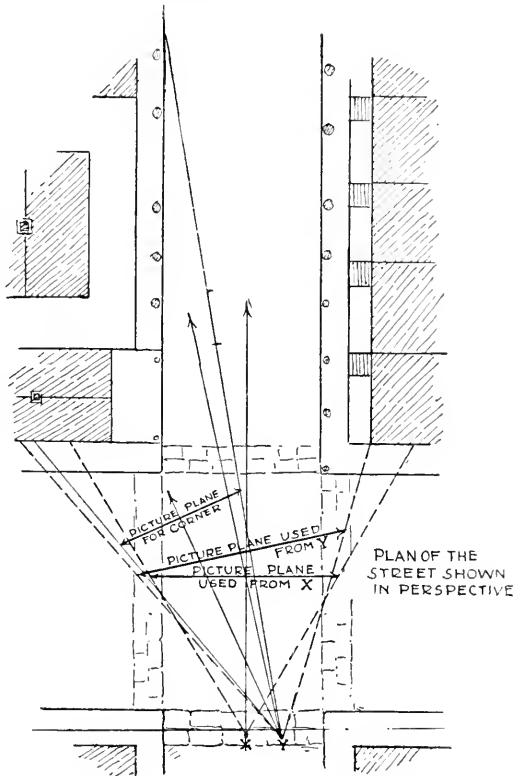 PICTURE PLANE
FOR CORNER
PICTURE PLANE USED
FROM Y
PICTURE PLANE
USED FROM X
PLAN OF THE
STREET SHOWN
IN PERSPECTIVE
X Y